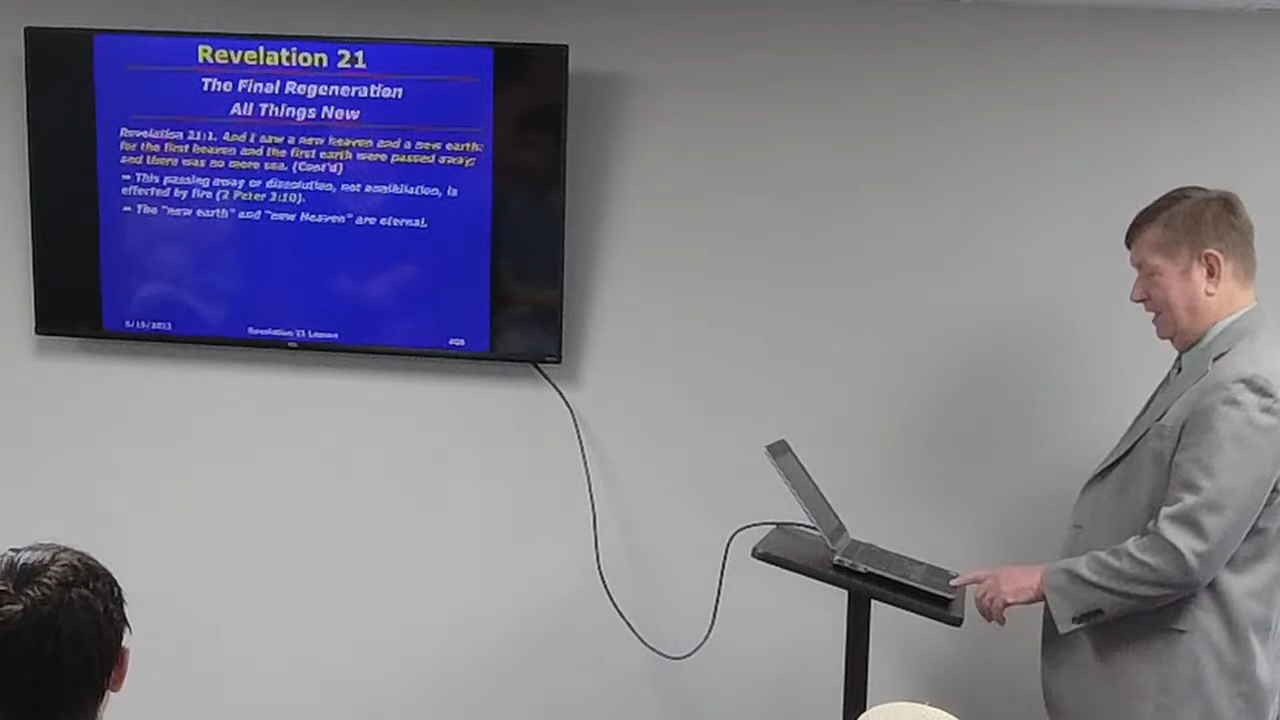 Revelation 21
The Final Regeneration
All Things New
Revelation 21:1. And I saw a new heaven and a new earth:
for the first heaven and the first earth were passed away;
and there was no more sea. (Cont'd)
⇒ This passing away or dissolution, not annihilation, is
effected by fire (2 Peter 3:10).
⇒ The "new earth" and "new Heaven" are eternal.
Revelation 21 Lesson